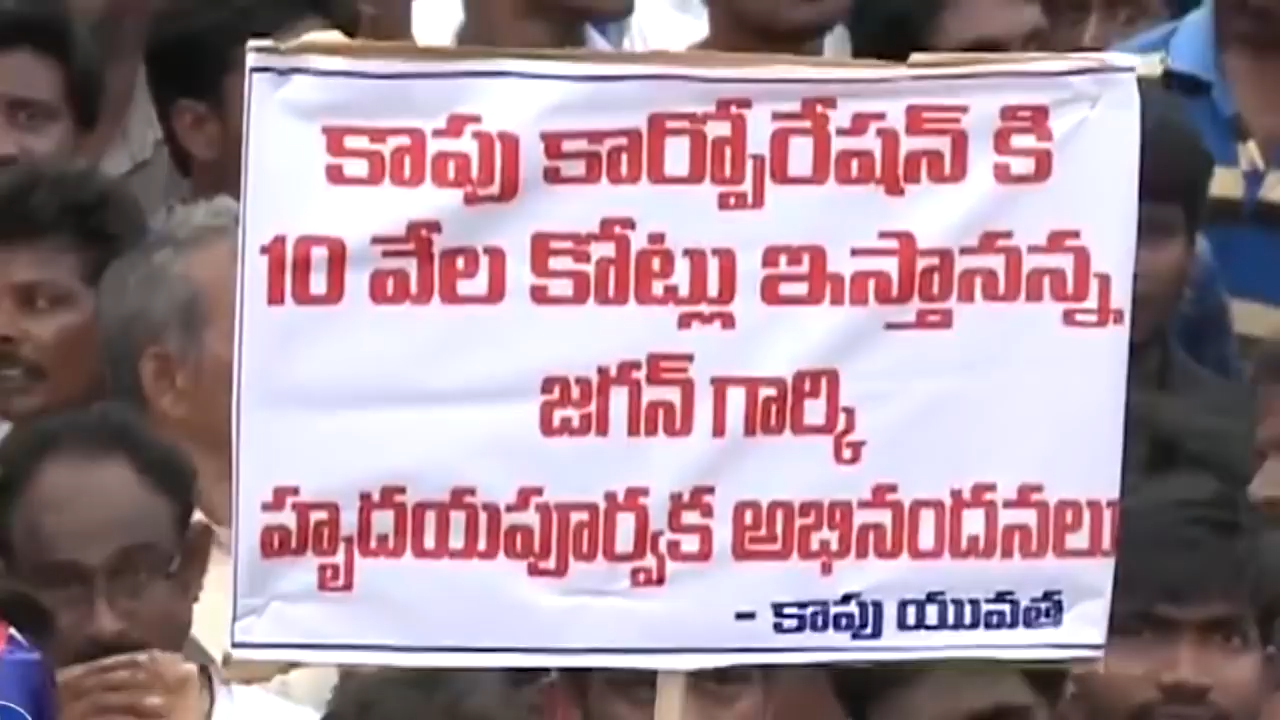 కాపు కార్పోరేషన్ కి
10 వేల కోట్లు ఇస్తానన్న
జగన్ గార్కి
హృదయపూర్వక అభినందనలు
- కాపు యువత